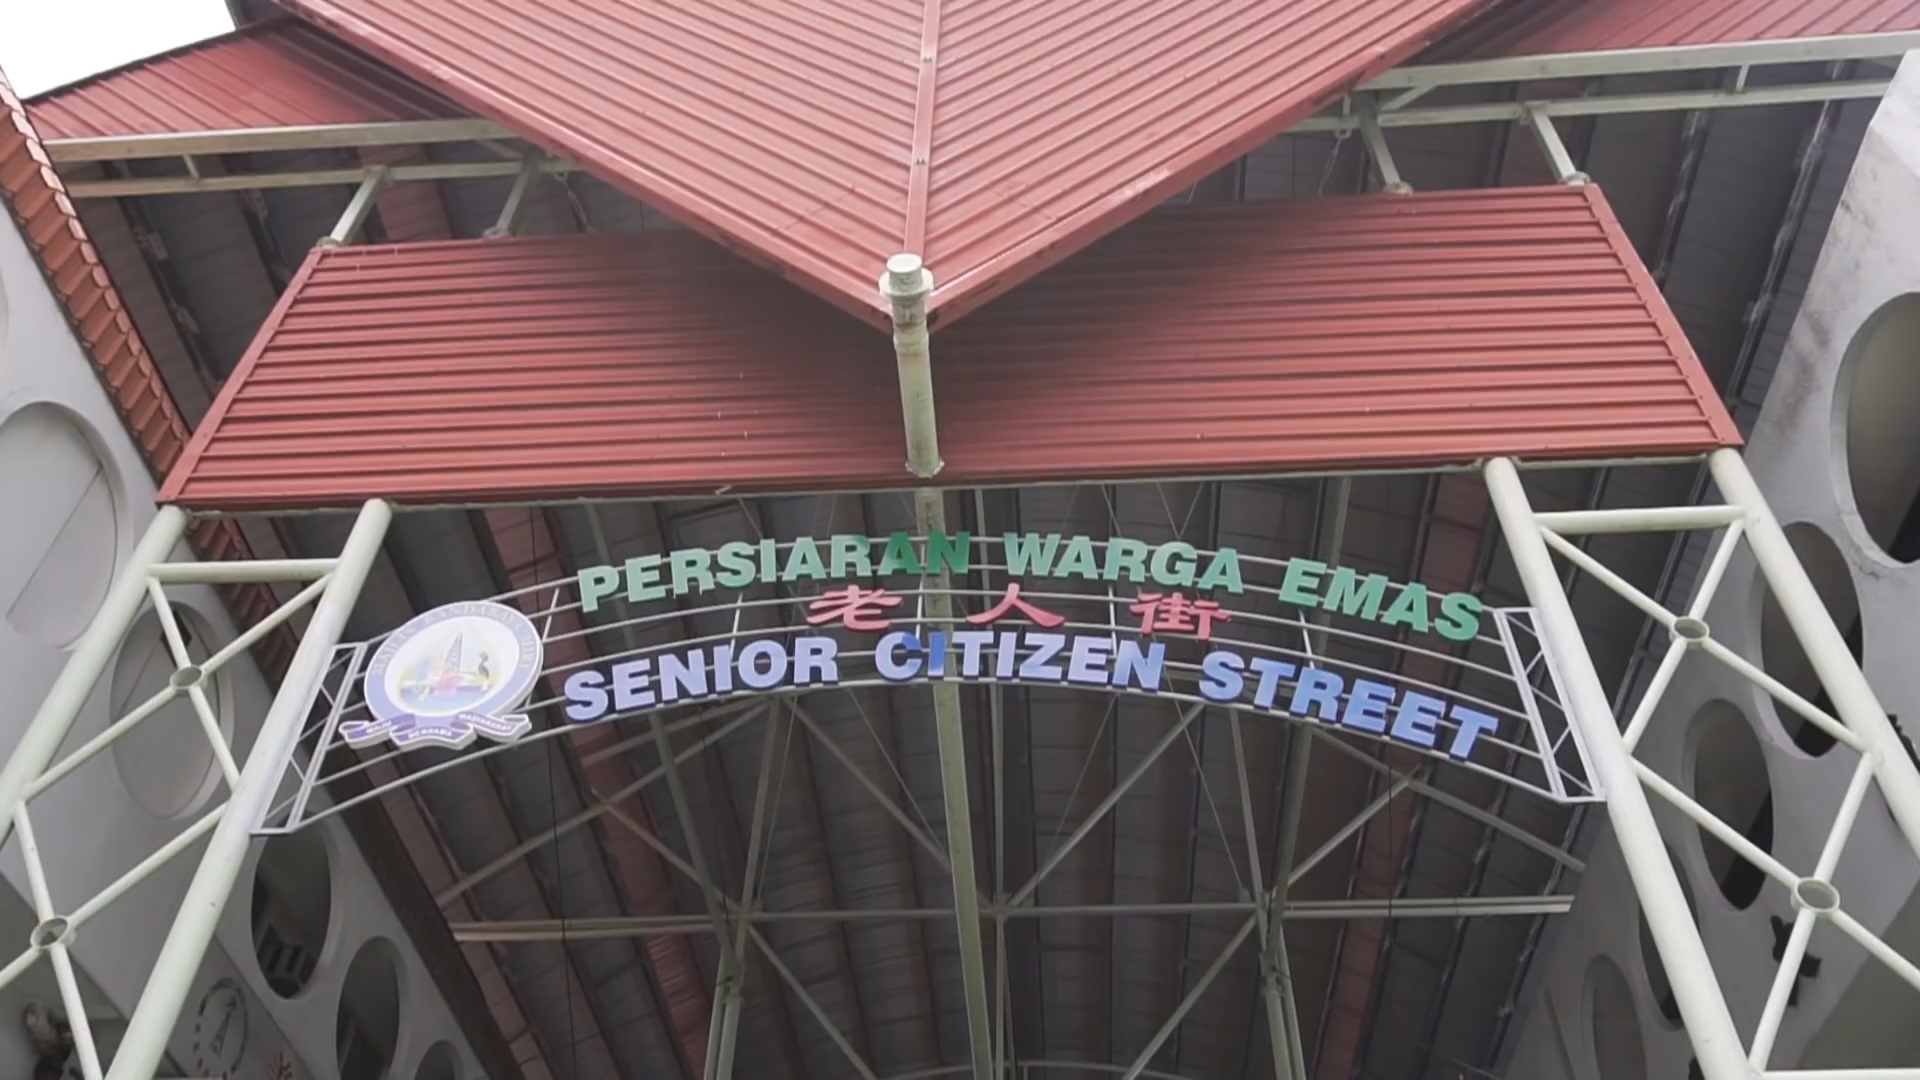 PERSIARAN WARGA EMAS
老人街
SENIOR CITIZEN STREET